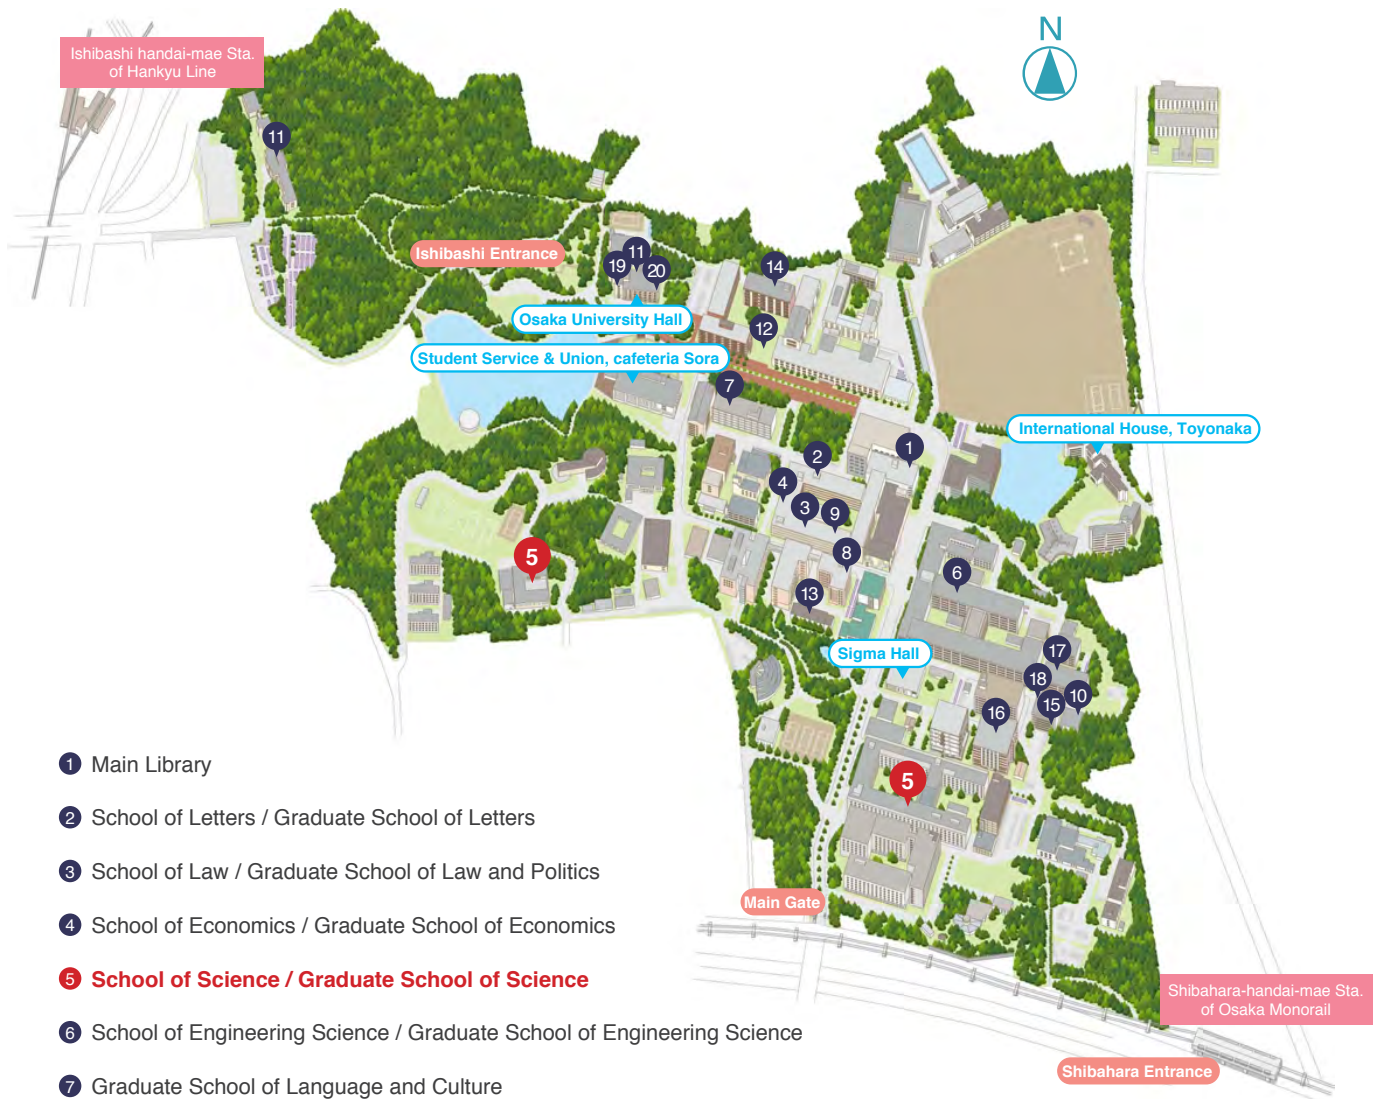 N
Ishibashi handai-mae Sta.
of Hankyu Line
11
Ishibashi Entrance
11
19
20
14
Osaka University Hall
12
Student Service & Union, cafeteria Sora
7
International House, Toyonaka
1
2
4
3
9
8
5
6
13
Sigma Hall
17
18
10
15
16
5
Main Gate
Shibahara-handai-mae Sta.
of Osaka Monorail
Shibahara Entrance
1 Main Library
2 School of Letters / Graduate School of Letters
3 School of Law / Graduate School of Law and Politics
4 School of Economics / Graduate School of Economics
5 School of Science / Graduate School of Science
6 School of Engineering Science / Graduate School of Engineering Science
7 Graduate School of Language and Culture